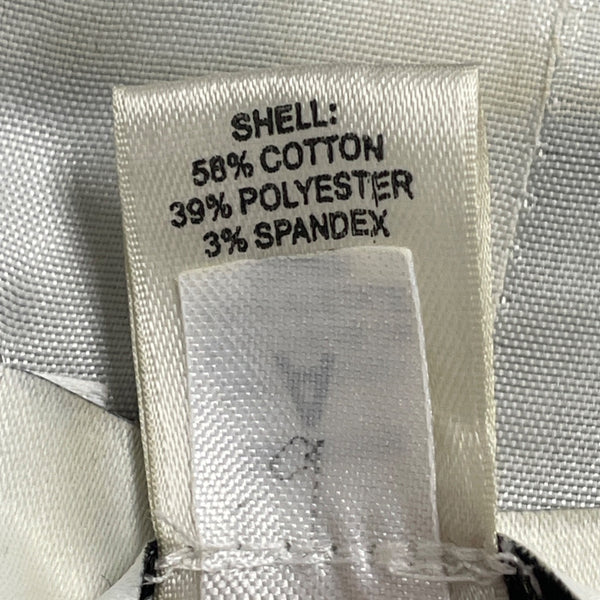 SHELL:
58% COTTON
39% POLYESTER
3% SPANDEX